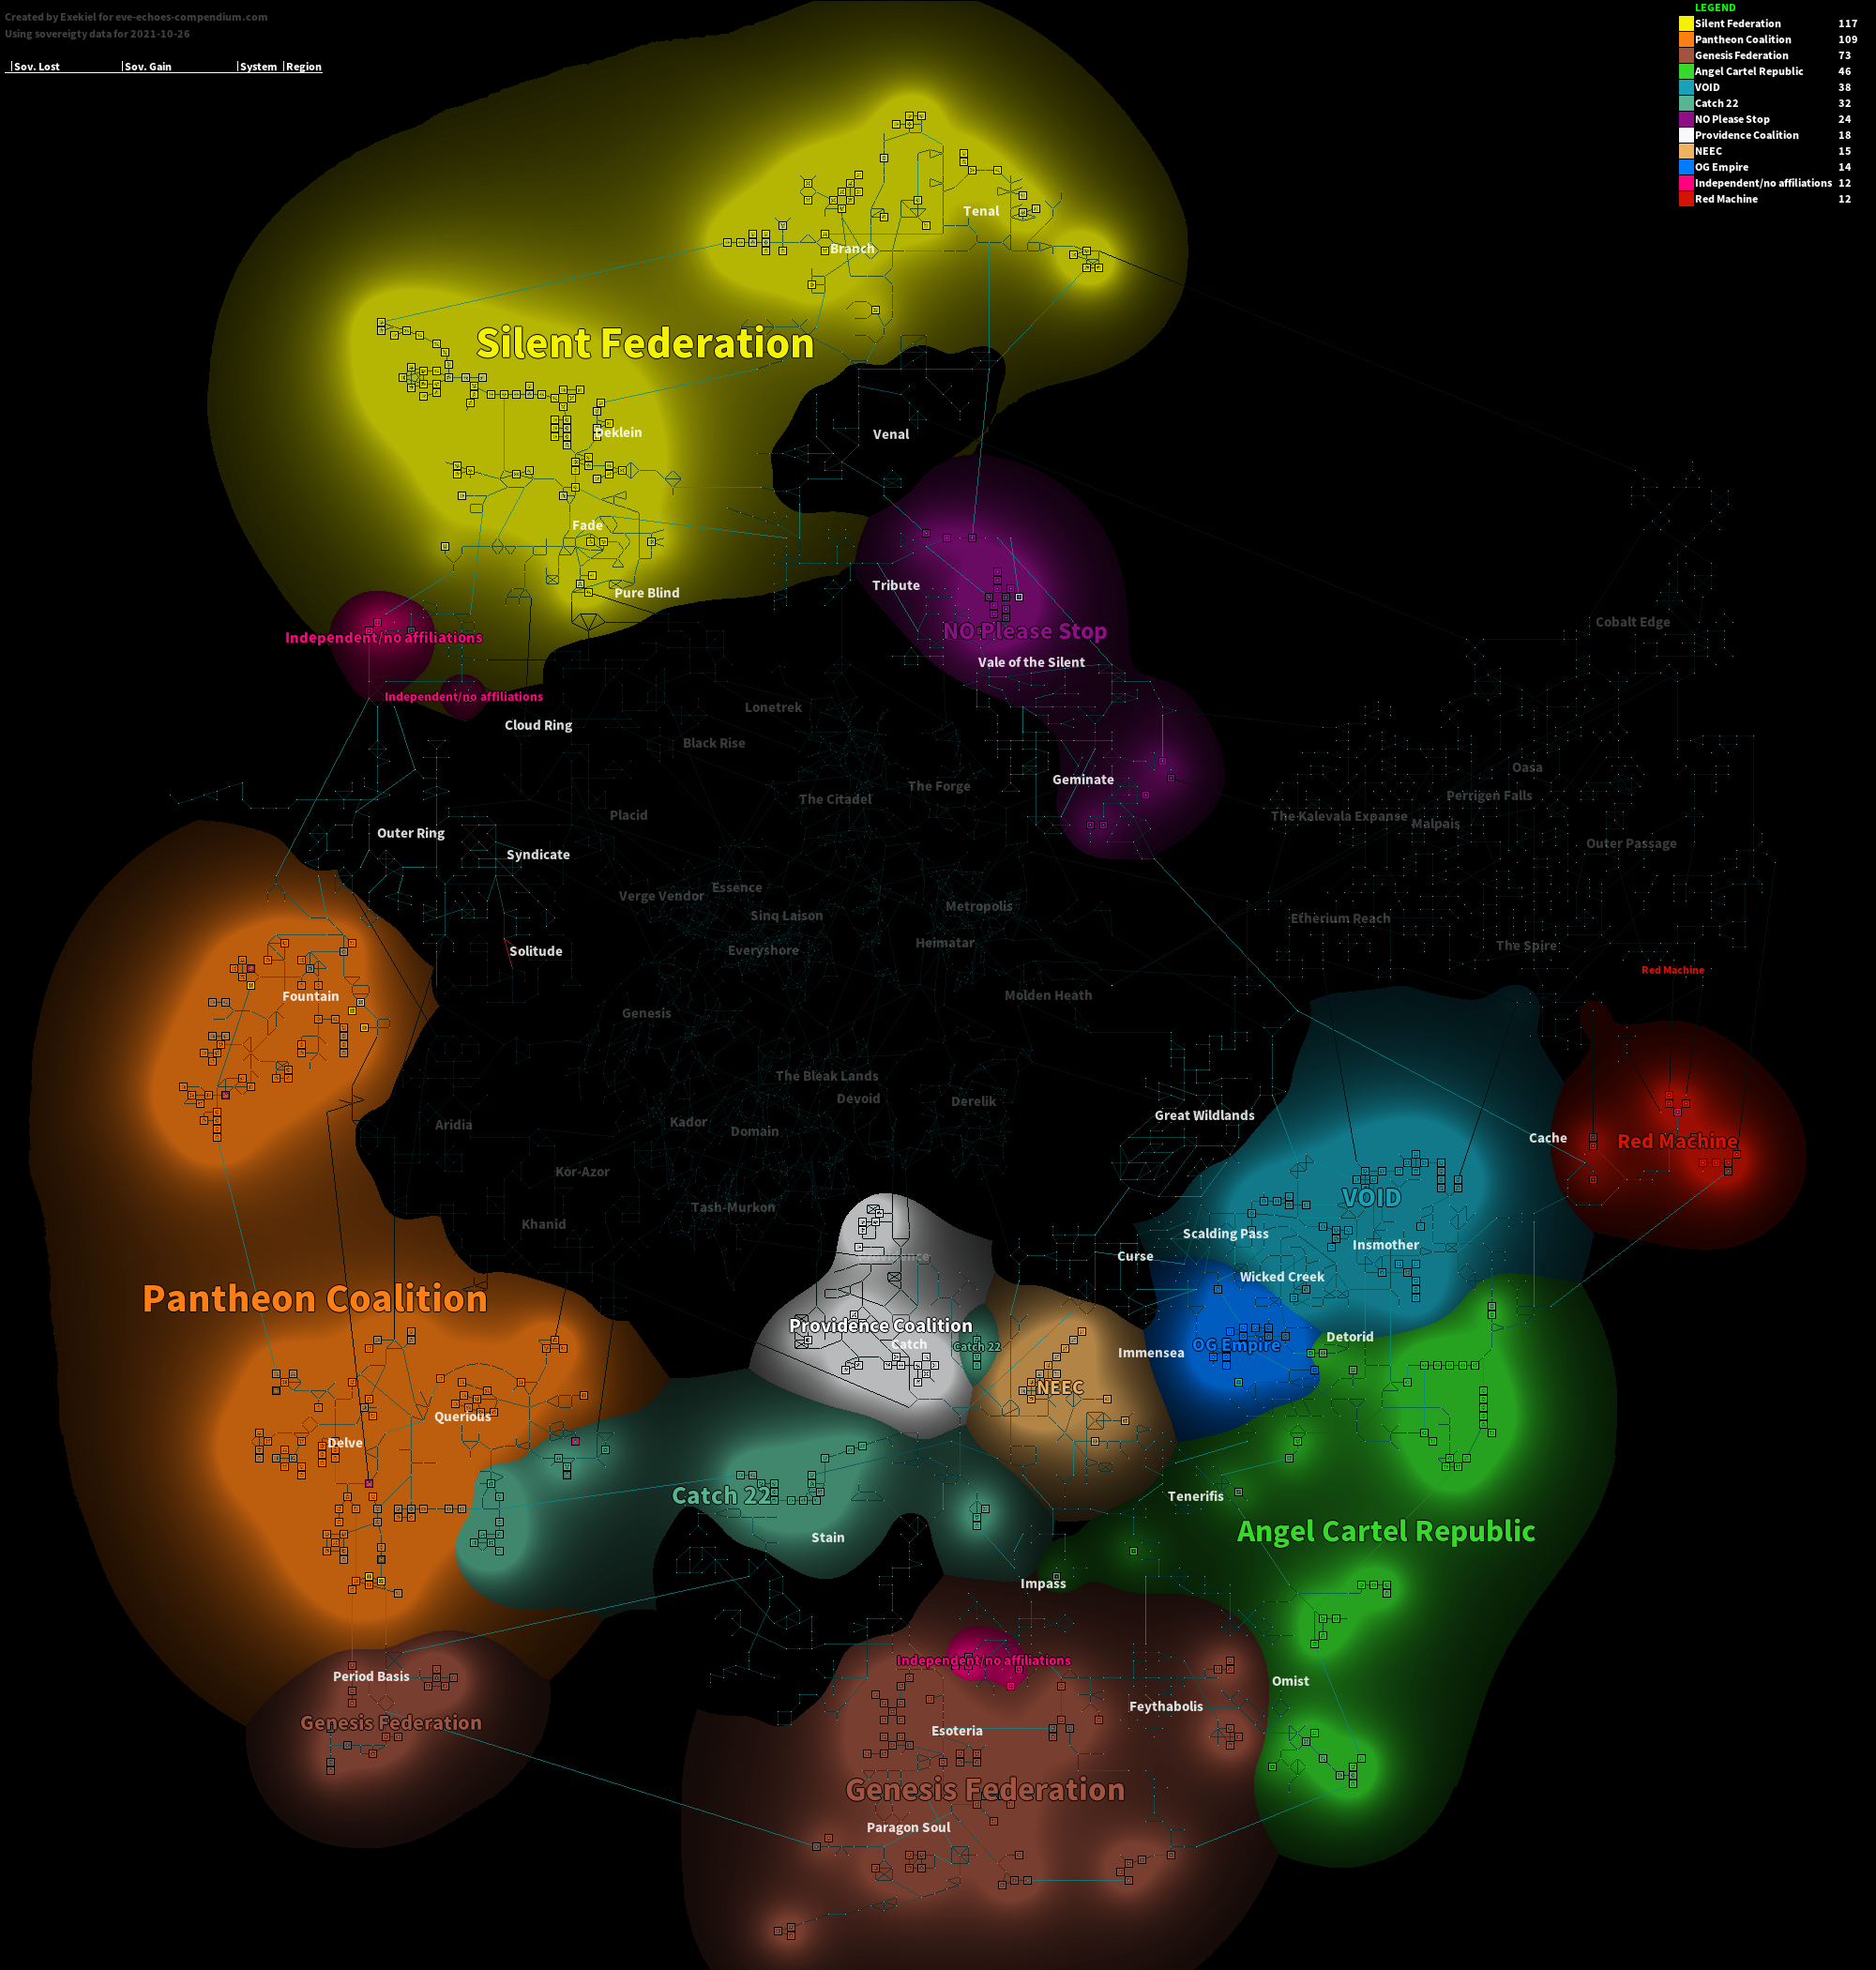 Created by Exekiel for eve-echoes-compendium.com
Using sovereigty data for 2021-10-26
Sov. Lost Sov. Gain System Region
LEGEND
Silent Federation 117
Pantheon Coalition 109
Genesis Federation 73
Angel Cartel Republic 46
VOID 38
Catch 22 32
NO Please Stop 24
Providence Coalition 18
NEEC 15
OG Empire 14
Independent/no affiliations 12
Red Machine 12
Tenal
Branch
Silent Federation
Deklein
Venal
Fade
Tribute
Pure Blind
Cobalt Edge
NO Please Stop
Independent/no affiliations
Vale of the Silent
Independent/no affiliations
Lonetrek
Cloud Ring
Black Rise
Oasa
Geminate
The Forge
Perrigen Falls
The Citadel
Placid
The Kalevala Expanse
Malpais
Outer Ring
Outer Passage
Syndicate
Essence
Verge Vendor
Metropolis
Sinq Laison
Etherium Reach
Heimatar
The Spire
Everyshore
Solitude
Red Machine
Fountain
Molden Heath
Genesis
The Bleak Lands
Devoid
Derelik
Great Wildlands
Kador
Aridia
Domain
Cache
Red Machine
Kor-Azor
VOID
Tash-Murkon
Khanid
Scalding Pass
Insmother
Curse
Wicked Creek
Pantheon Coalition
Providence Coalition
Detorid
Catch
Catch 22
OG Empire
Immensea
NEEC
Querious
Delve
Catch 22
Tenerifis
Angel Cartel Republic
Stain
Impass
Independent/no affiliations
Period Basis
Omist
Feythabolis
Genesis Federation
Esoteria
Genesis Federation
Paragon Soul